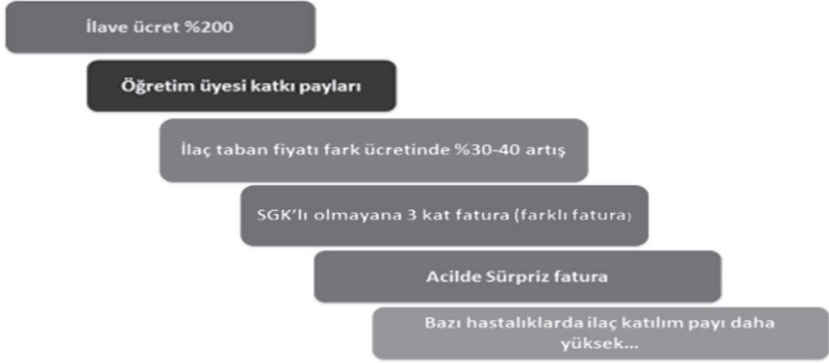 İlave ücret %200
Öğretim üyesi katkı payları
İlaç taban fiyatı fark ücretinde %30-40 artış
SGK'lı olmayana 3 kat fatura (farklı fatura)
Acilde Sürpriz fatura
Bazı hastalıklarda ilaç katılım payı daha
yüksek...